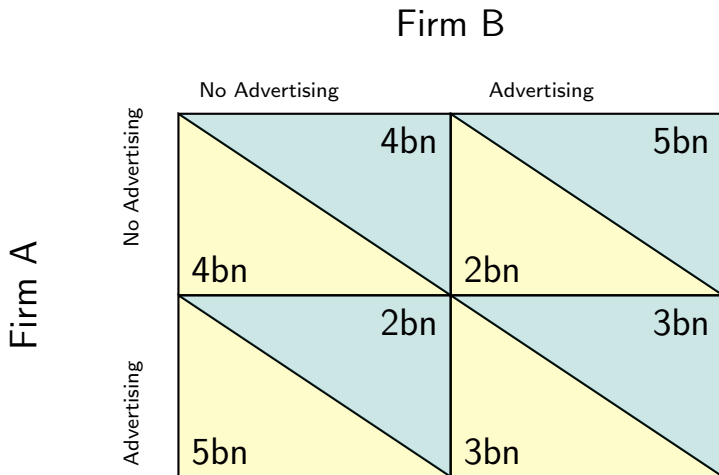 Firm B
No Advertising
Advertising
Firm A
No Advertising
4bn
5bn
4bn
2bn
Advertising
2bn
3bn
5bn
3bn